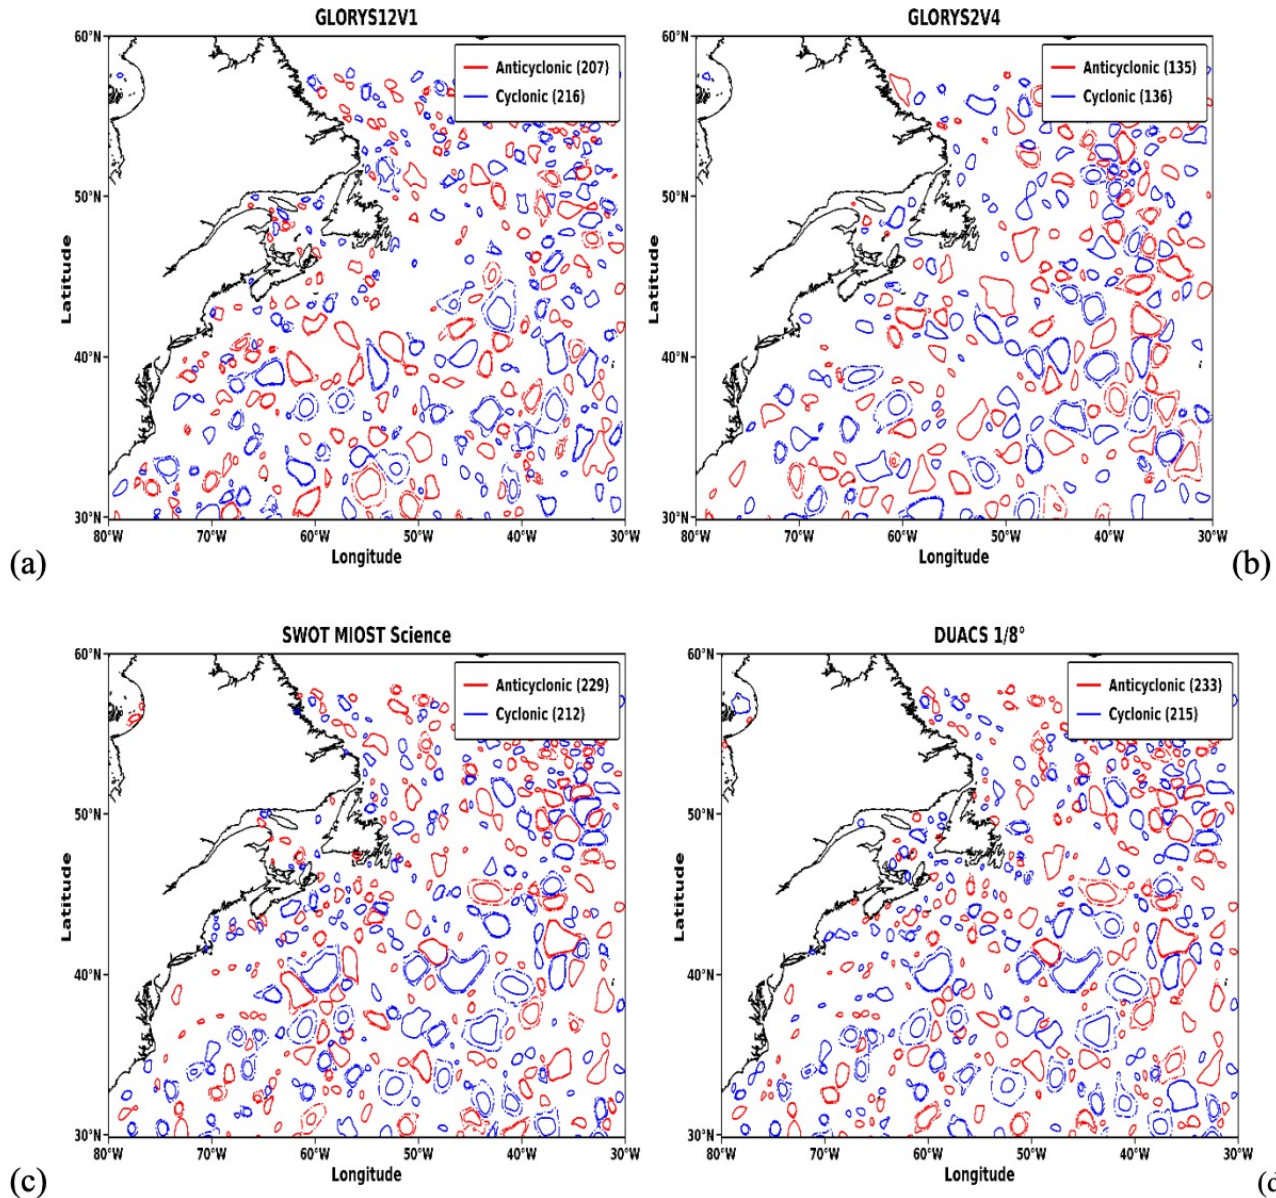 GLORYS12V1
60°N
50°N
40°N
30°N
Latitude
Anticyclonic (207)
Cyclonic (216)
80°W 70°W 60°W 50°W 40°W 30°W
Longitude
(a)
GLORYS2V4
60°N
50°N
40°N
30°N
Latitude
Anticyclonic (135)
Cyclonic (136)
80°W 70°W 60°W 50°W 40°W 30°W
Longitude
(b)
SWOT MIOST Science
60°N
50°N
40°N
30°N
Latitude
Anticyclonic (229)
Cyclonic (212)
80°W 70°W 60°W 50°W 40°W 30°W
Longitude
(c)
DUACS 1/8°
60°N
50°N
40°N
30°N
Latitude
Anticyclonic (233)
Cyclonic (215)
80°W 70°W 60°W 50°W 40°W 30°W
Longitude
(d